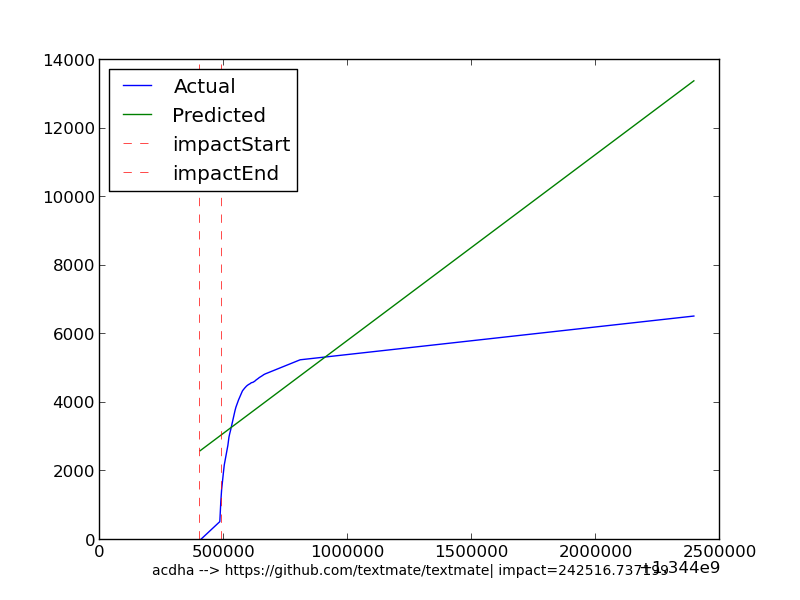 14000
12000
10000
8000
6000
4000
2000
0
Actual
Predicted
impactStart
impactEnd
0 500000 1000000 1500000 2000000 2500000
+1.344e9
acdha --> https://github.com/textmate/textmate| impact=242516.737199